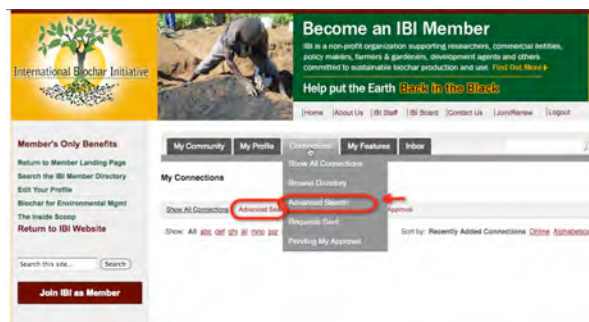 International Biochar Initiative
Become an IBI Member
IBI is a non-profit organization supporting researchers, commercial entities,
policy makers, farmers & gardeners, development agents and others
committed to sustainable biochar production and use. Find Out More
Help put the Earth Back in the Black
|Home |About Us |IBI Staff |IBI Board |Contact Us |Join/Renew |Logout
Member's Only Benefits
Return to Member Landing Page
Search the IBI Member Directory
Edit Your Profile
Biochar for Environmental Mgmt
The Inside Scoop
Return to IBI Website
Search this site...
Search
Join IBI as Member
My Community
My Profile
Connections
My Features
Inbox
Show All Connections
Browse Directory
Advanced Search
Requests Sent
Pending My Approval
My Connections
Show All Connections Advanced Sea Approval
Show: All abc def ghi jkl mno pqr
Sort by: Recently Added Connections Online Alphabetica